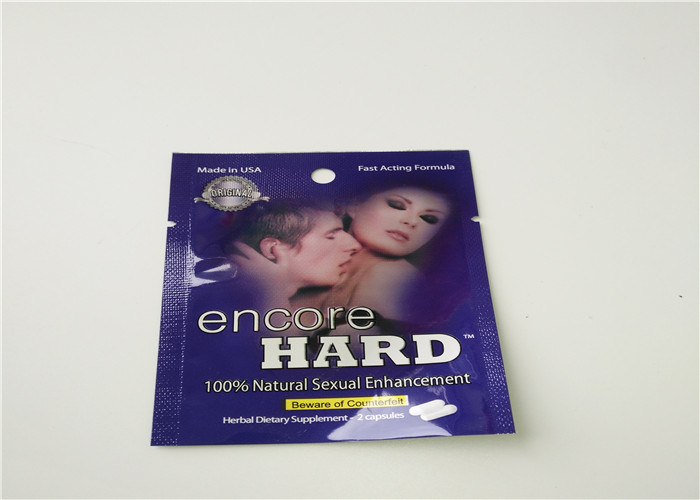 Made in USA
Fast Acting Formula
ORIGINAL
encore
HARD™
100% Natural Sexual Enhancement
Beware of Counterfeit
Herbal Dietary Supplement - 2 capsules